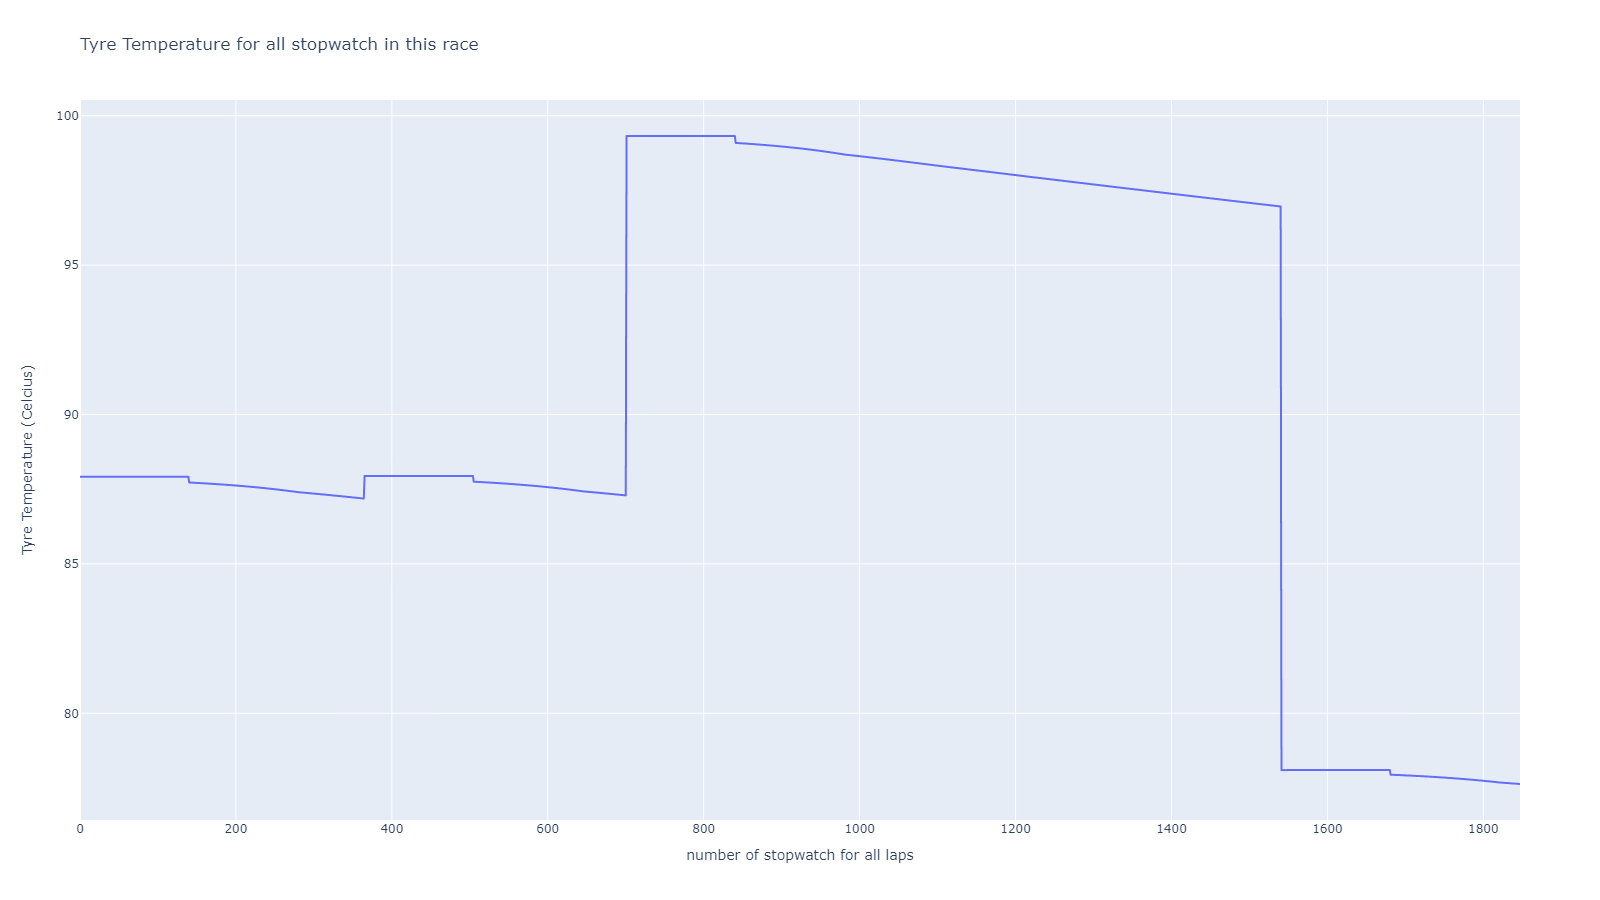 Tyre Temperature for all stopwatch in this race
100
95
90
85
80
Tyre Temperature (Celcius)
0 200 400 600 800 1000 1200 1400 1600 1800
number of stopwatch for all laps